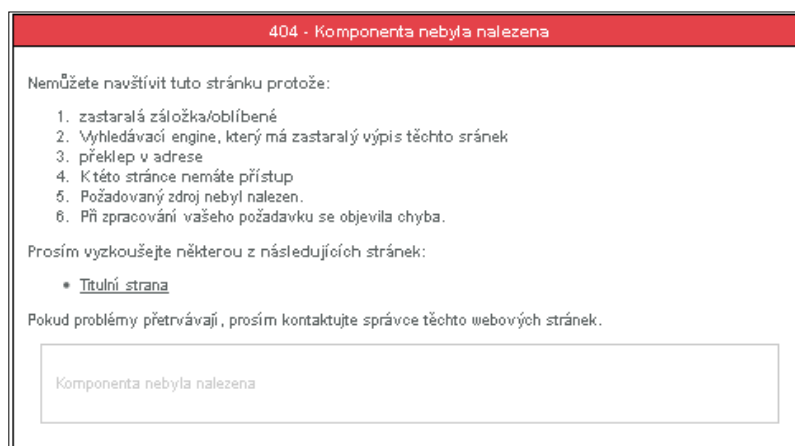 404 - Komponenta nebyla nalezena
Nemůžete navštívit tuto stránku protože:
1. zastaralá záložka/oblíbené
2. Vyhledávací engine, který má zastaralý výpis těchto sránek
3. překlep v adrese
4. K této stránce nemáte přístup
5. Požadovaný zdroj nebyl nalezen.
6. Při zpracování vašeho požadavku se objevila chyba.
Prosím vyzkoušejte některou z následujících stránek:
• Titulní strana
Pokud problémy přetrvávají, prosím kontaktujte správce těchto webových stránek.
Komponenta nebyla nalezena